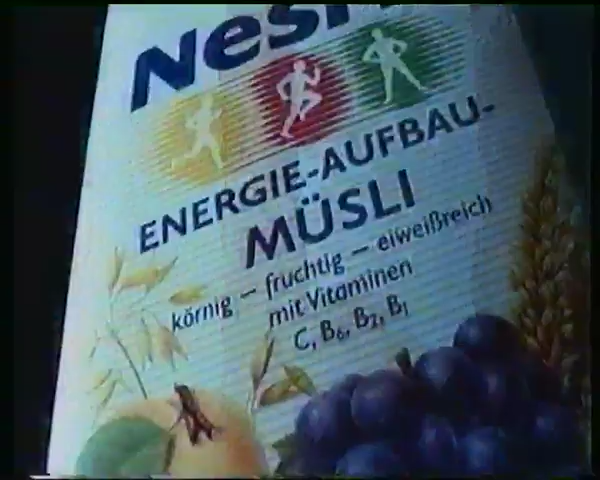 ENERGIE-AUFBAU-
MÜSLI
körnig – fruchtig – eiweißreich
mit Vitaminen
C, B6, B2, B1